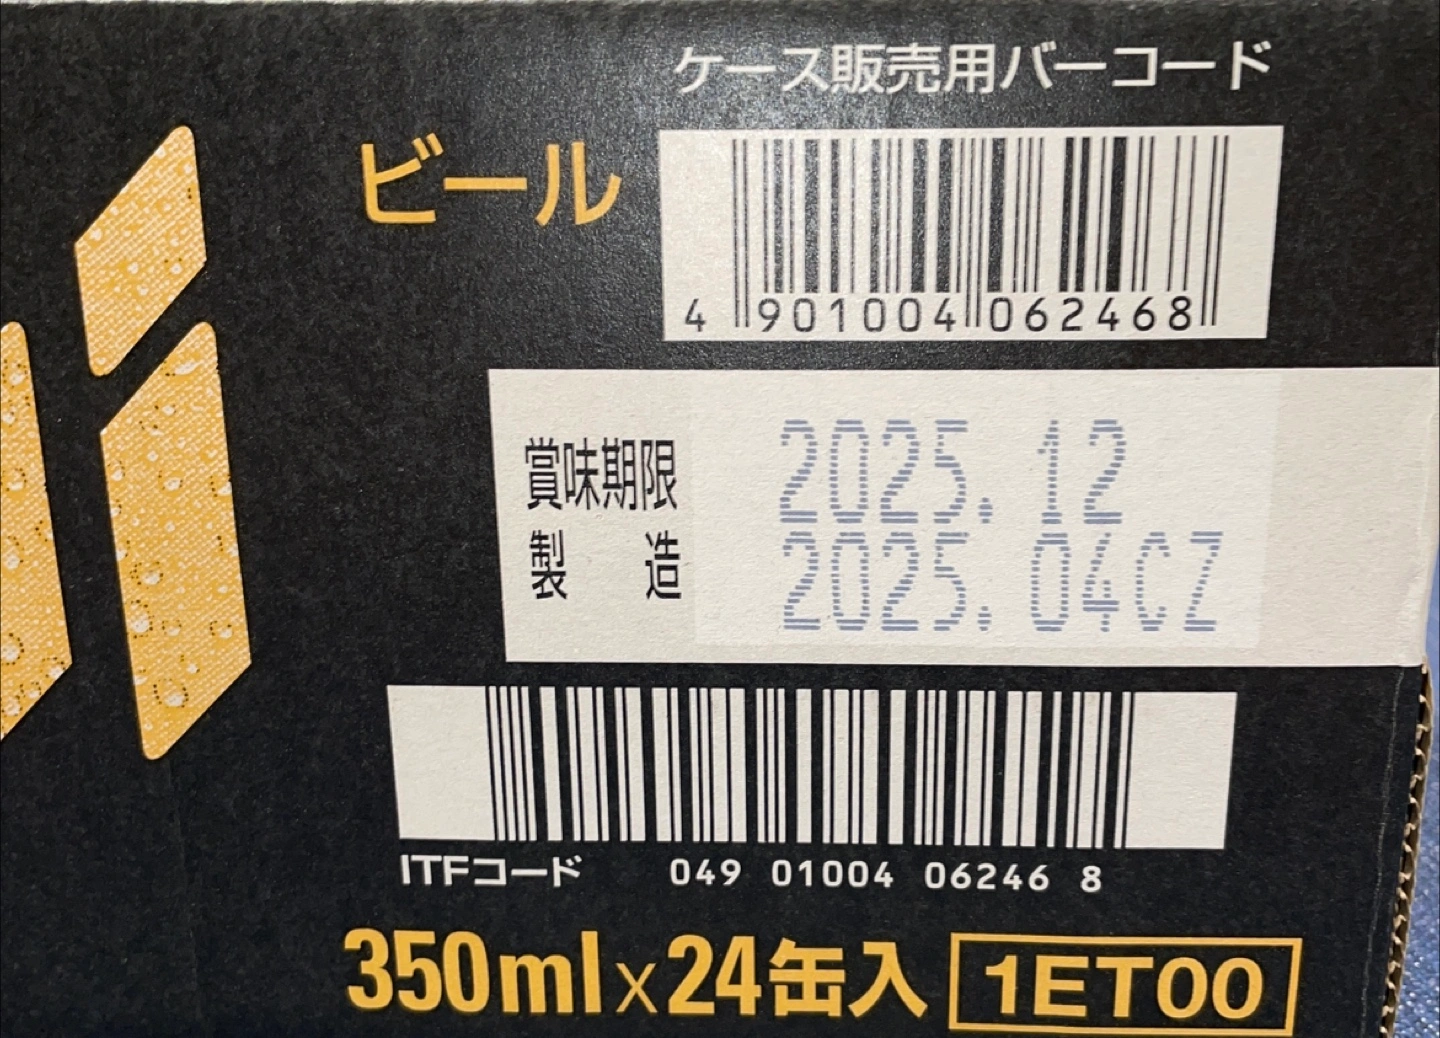 ケース販売用バーコード
ビール
4 901004 062468
賞味期限 2025.12
製造 2025.04CZ
ITFコード 049 01004 06246 8
350ml×24缶入 1ET00